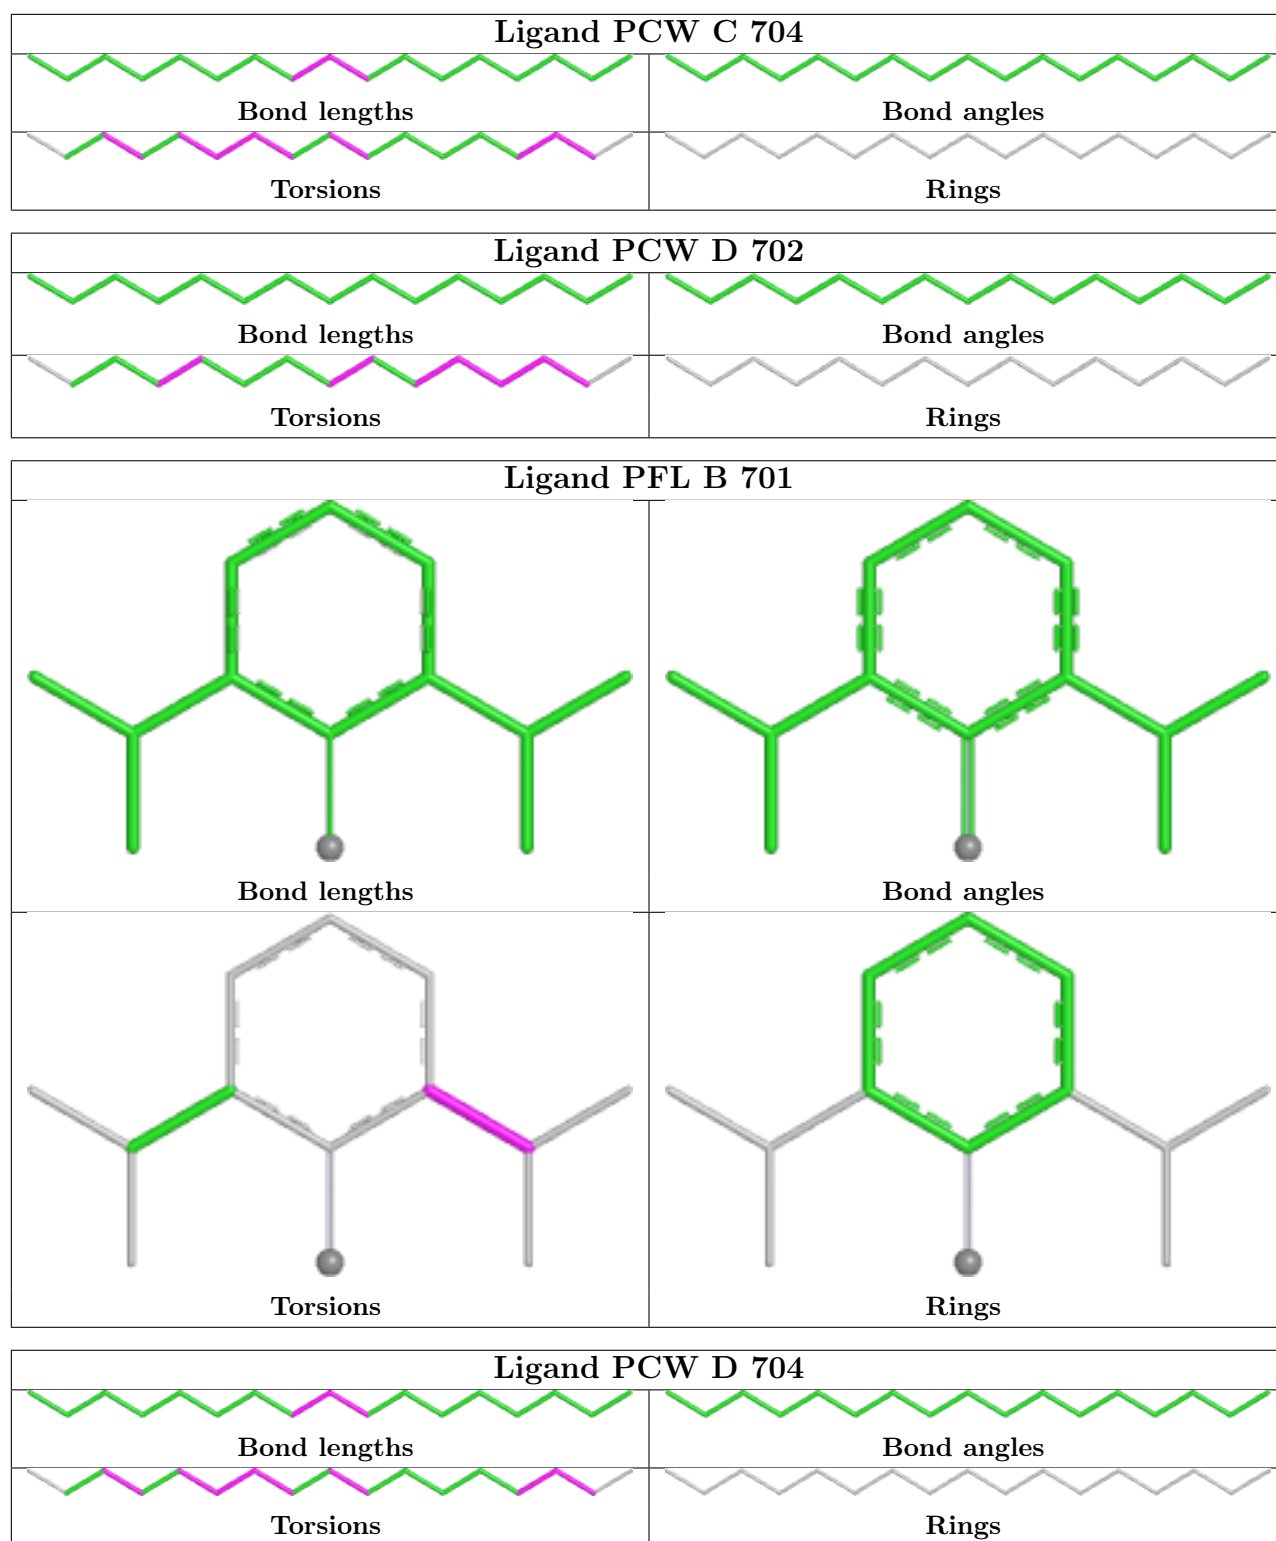 Ligand PCW C 704
Bond lengths
Bond angles
Torsions
Rings
Ligand PCW D 702
Bond lengths
Bond angles
Torsions
Rings
Ligand PFL B 701
Bond lengths
Bond angles
Torsions
Rings
Ligand PCW D 704
Bond lengths
Bond angles
Torsions
Rings